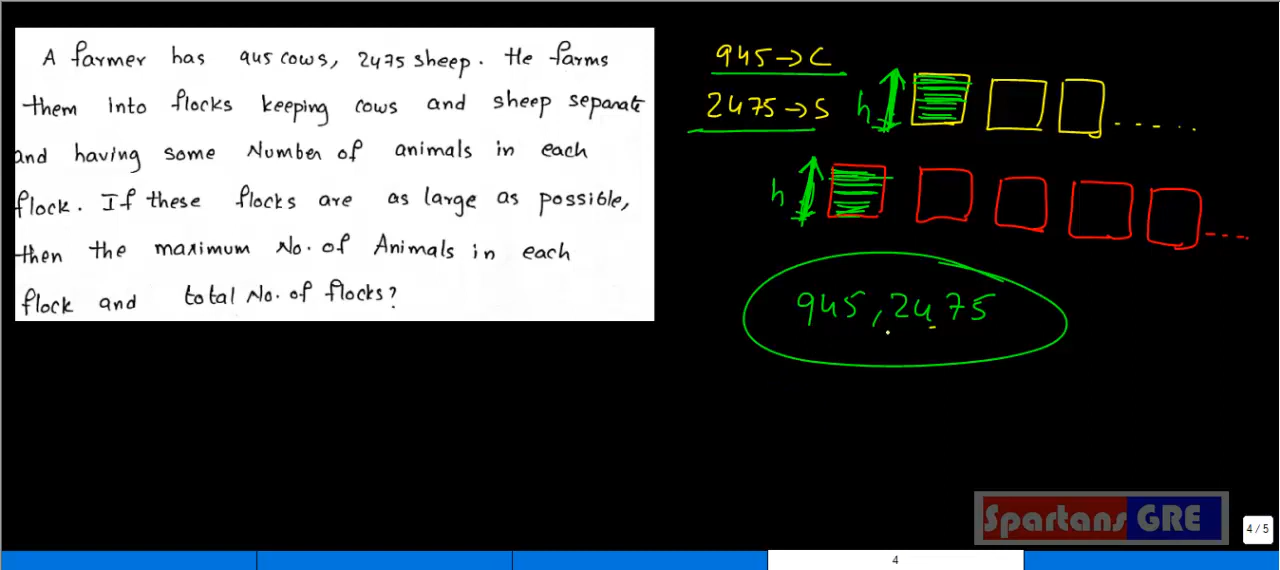 A farmer has 945 cows, 2475 sheep. He farms
them into flocks keeping cows and sheep separate
and having some Number of animals in each
flock. If these flocks are as large as possible,
then the maximum No. of Animals in each
flock and total No. of flocks?
945 → C
2475 → S
h
h
945, 2475
Spartans GRE
4/5
4